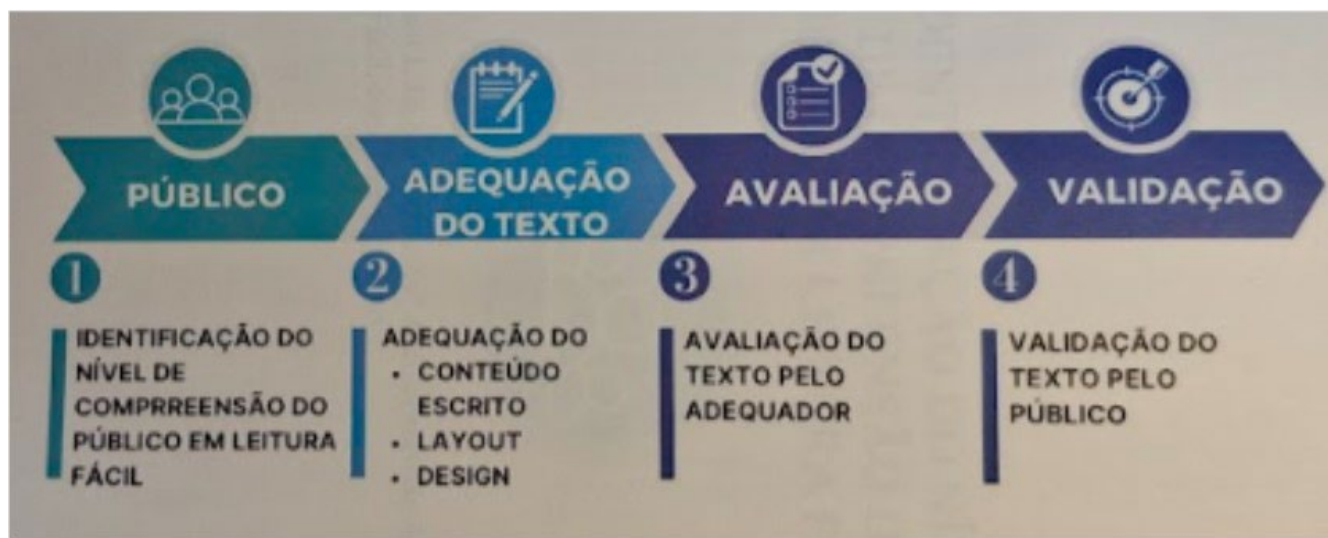 PÚBLICO
ADEQUAÇÃO
DO TEXTO
AVALIAÇÃO
VALIDAÇÃO
1
IDENTIFICAÇÃO DO
NÍVEL DE
COMPRREENSÃO DO
PÚBLICO EM LEITURA
FÁCIL
2
ADEQUAÇÃO DO
• CONTEÚDO
ESCRITO
• LAYOUT
• DESIGN
3
AVALIAÇÃO DO
TEXTO PELO
ADEQUADOR
4
VALIDAÇÃO DO
TEXTO PELO
PÚBLICO